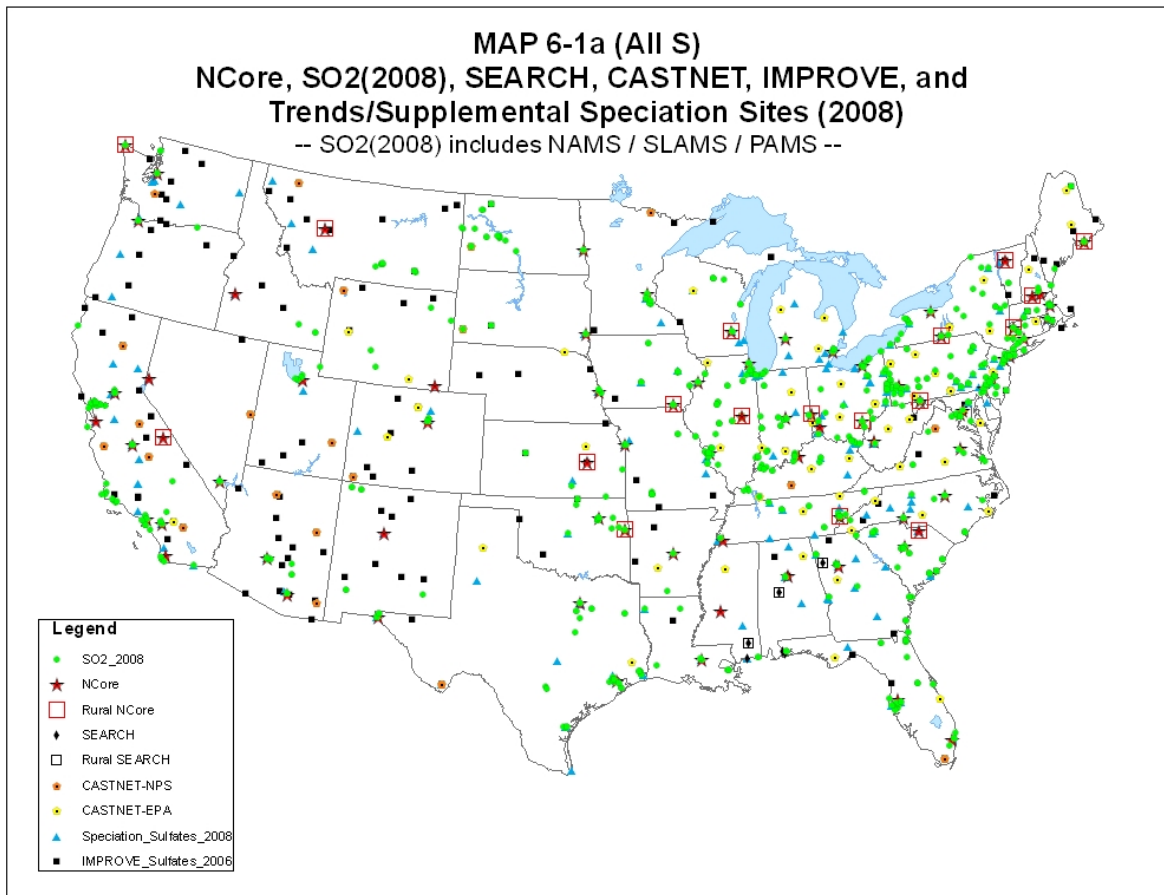 MAP 6-1a (All S)
NCore, SO2(2008), SEARCH, CASTNET, IMPROVE, and
Trends/Supplemental Speciation Sites (2008)
-- SO2(2008) includes NAMS / SLAMS / PAMS --
Legend
SO2_2008
NCore
Rural NCore
SEARCH
Rural SEARCH
CASTNET-NPS
CASTNET-EPA
Speciation_Sulfates_2008
IMPROVE_Sulfates_2006